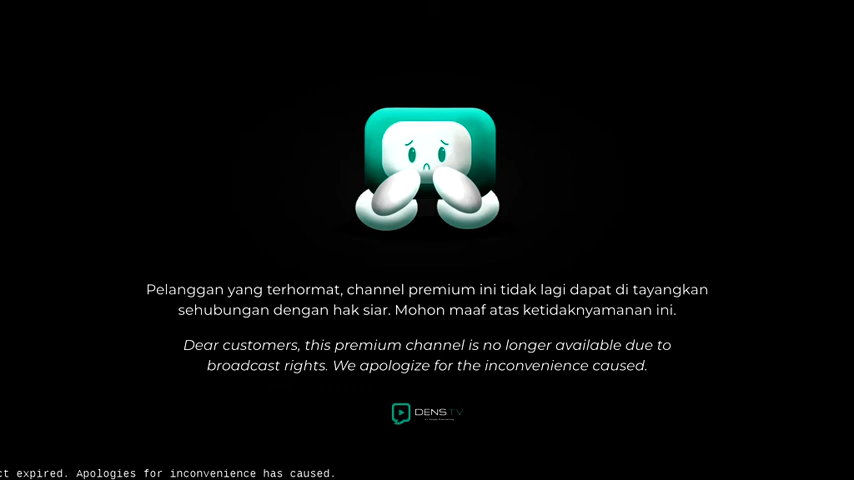 Pelanggan yang terhormat, channel premium ini tidak lagi dapat di tayangkan
sehubungan dengan hak siar. Mohon maaf atas ketidaknyamanan ini.
Dear customers, this premium channel is no longer available due to
broadcast rights. We apologize for the inconvenience caused.
DENS.TV
expired. Apologies for inconvenience has caused.